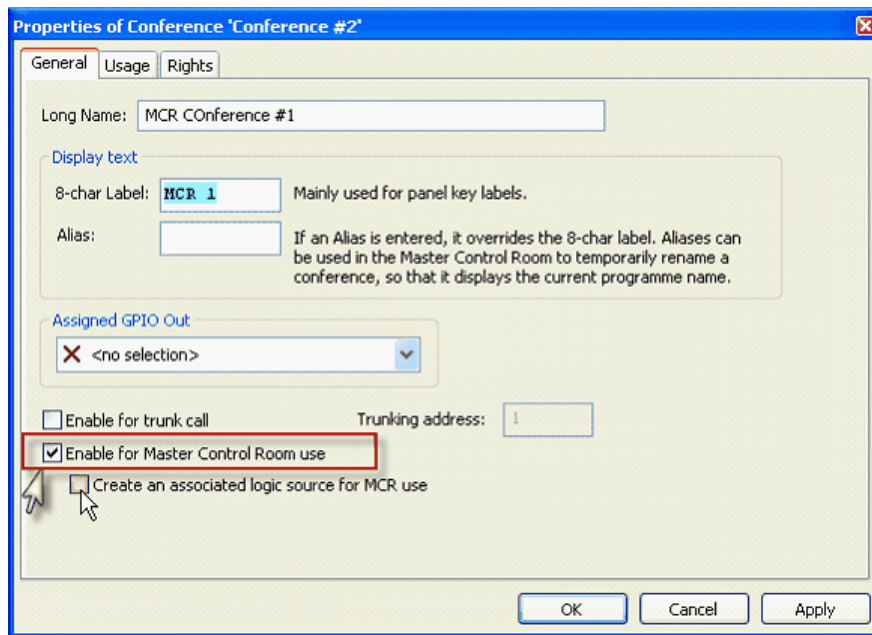 Properties of Conference 'Conference #2'
General Usage Rights
Long Name: MCR COnference #1
Display text
8-char Label: MCR 1 Mainly used for panel key labels.
Alias: If an Alias is entered, it overrides the 8-char label. Aliases can
be used in the Master Control Room to temporarily rename a
conference, so that it displays the current programme name.
Assigned GPIO Out
<no selection>
Enable for trunk call Trunking address: 1
Enable for Master Control Room use
Create an associated logic source for MCR use
OK Cancel Apply